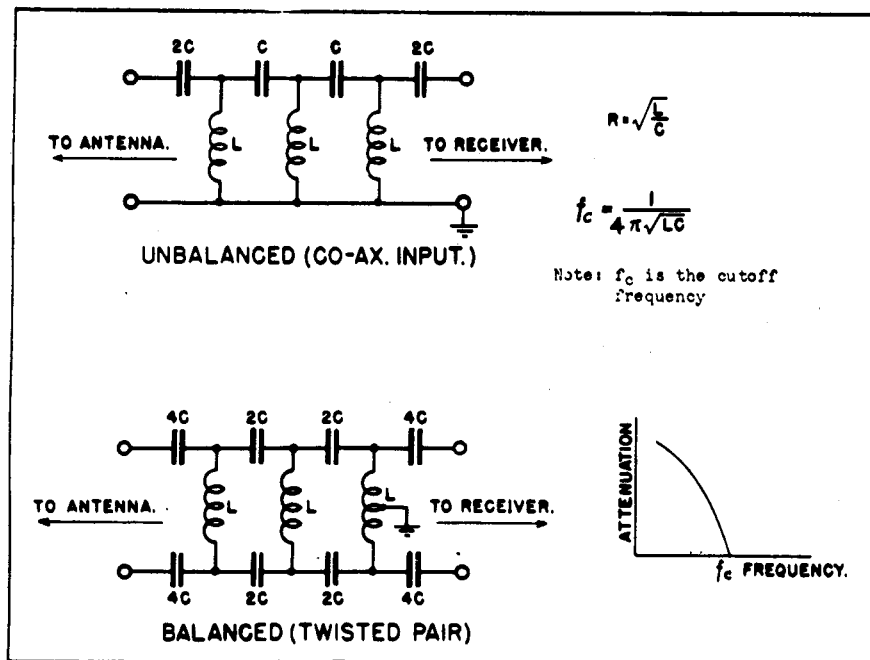 2C C C 2C
L L L
TO ANTENNA. TO RECEIVER.
UNBALANCED (CO-AX. INPUT.)
R = √L/C
fc = 1/4π√LC
Note: fc is the cutoff
frequency
4C 2C 2C 4C
L L L
TO ANTENNA. TO RECEIVER.
4C 2C 2C 4C
BALANCED (TWISTED PAIR)
ATTENUATION
fc FREQUENCY.